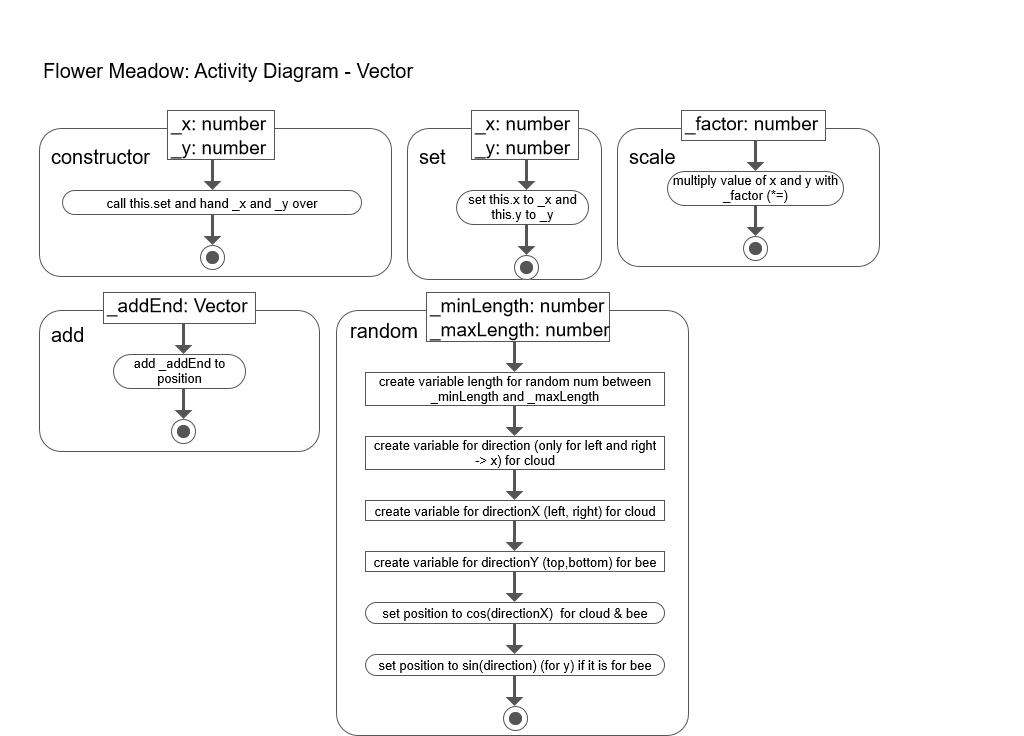 Flower Meadow: Activity Diagram - Vector
_x: number
_y: number
constructor
call this.set and hand _x and _y over
_x: number
_y: number
set
set this.x to _x and
this.y to _y
_factor: number
scale
multiply value of x and y with
_factor (*=)
_addEnd: Vector
add
add _addEnd to
position
_minLength: number
_maxLength: number
random
create variable length for random num between
_minLength and _maxLength
create variable for direction (only for left and right
-> x) for cloud
create variable for directionX (left, right) for cloud
create variable for directionY (top,bottom) for bee
set position to cos(directionX)  for cloud & bee
set position to sin(direction) (for y) if it is for bee